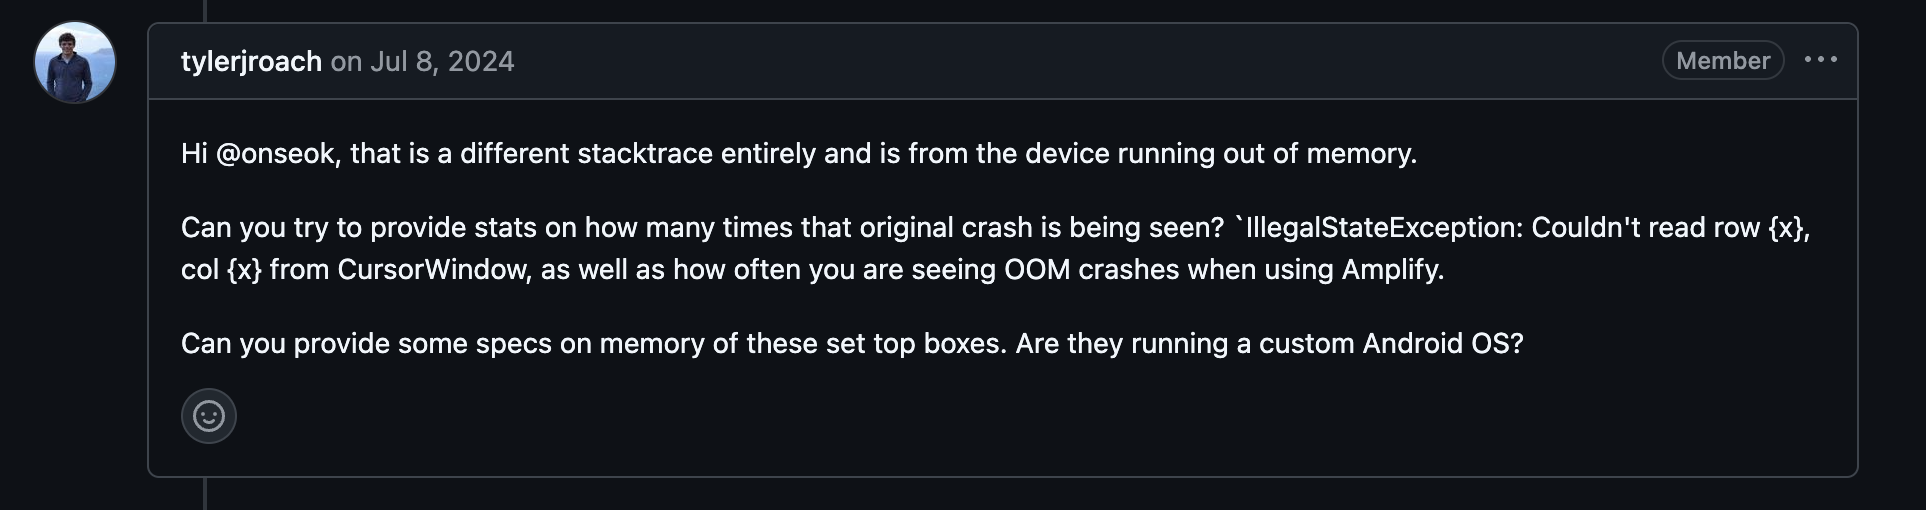 tylerjroach on Jul 8, 2024
Member
Hi @onseok, that is a different stacktrace entirely and is from the device running out of memory.
Can you try to provide stats on how many times that original crash is being seen? `IllegalStateException: Couldn't read row {x},
col {x} from CursorWindow, as well as how often you are seeing OOM crashes when using Amplify.
Can you provide some specs on memory of these set top boxes. Are they running a custom Android OS?